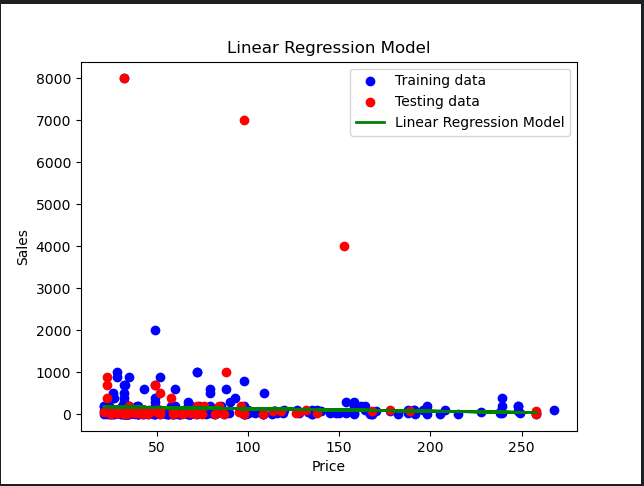 Linear Regression Model
Training data
Testing data
Linear Regression Model
8000
7000
6000
5000
4000
3000
2000
1000
0
Sales
50
100
150
200
250
Price